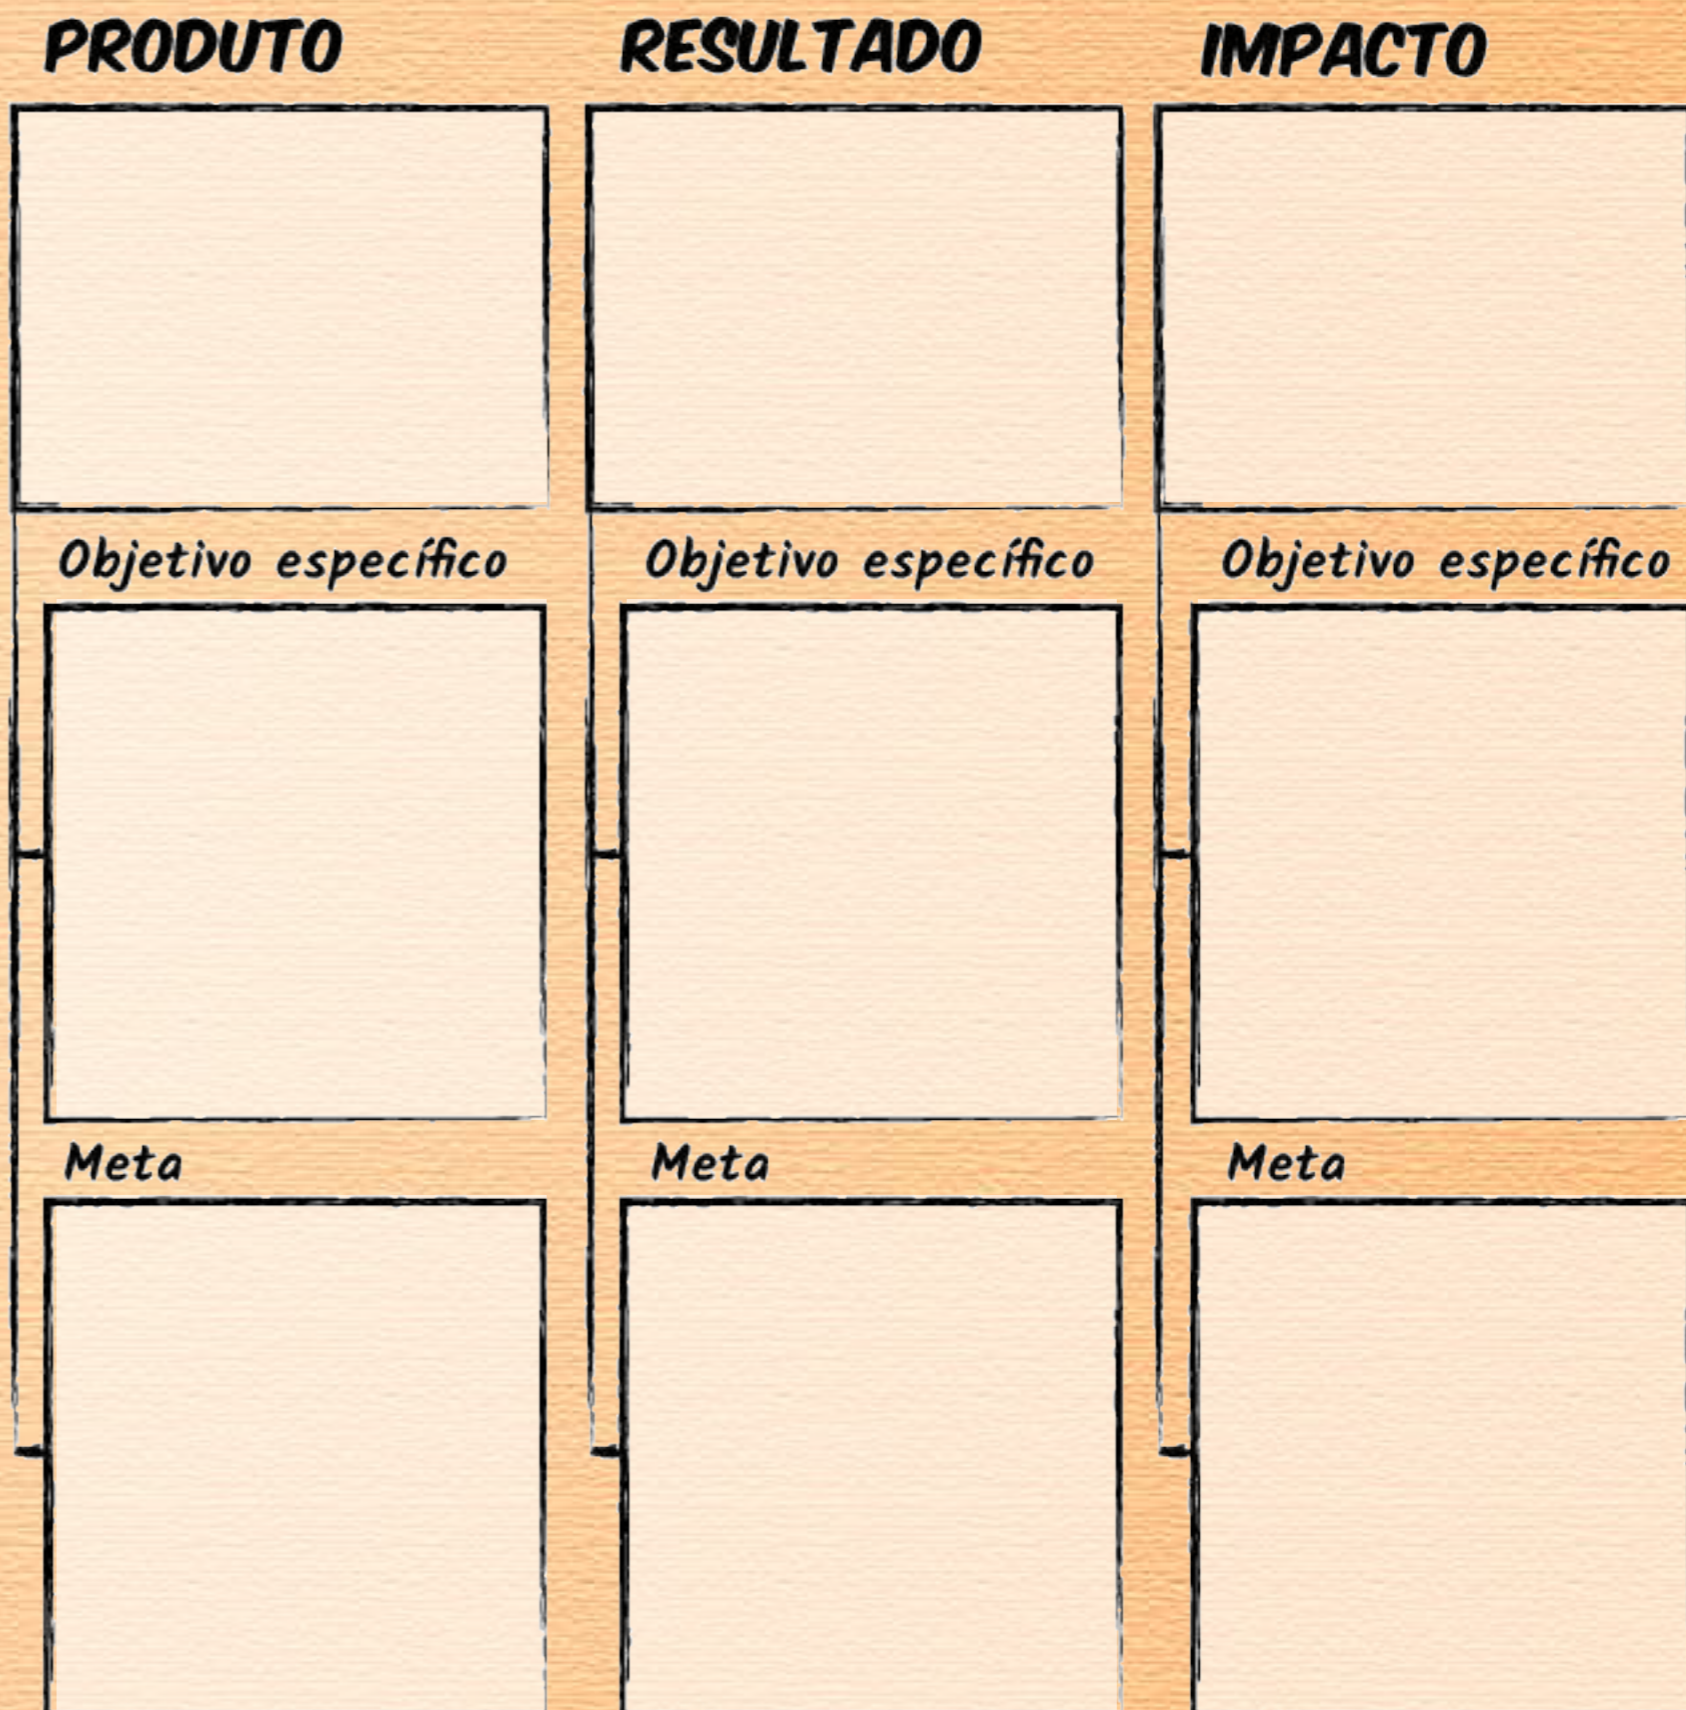 PRODUTO
RESULTADO
IMPACTO
Objetivo específico
Objetivo específico
Objetivo específico
Meta
Meta
Meta